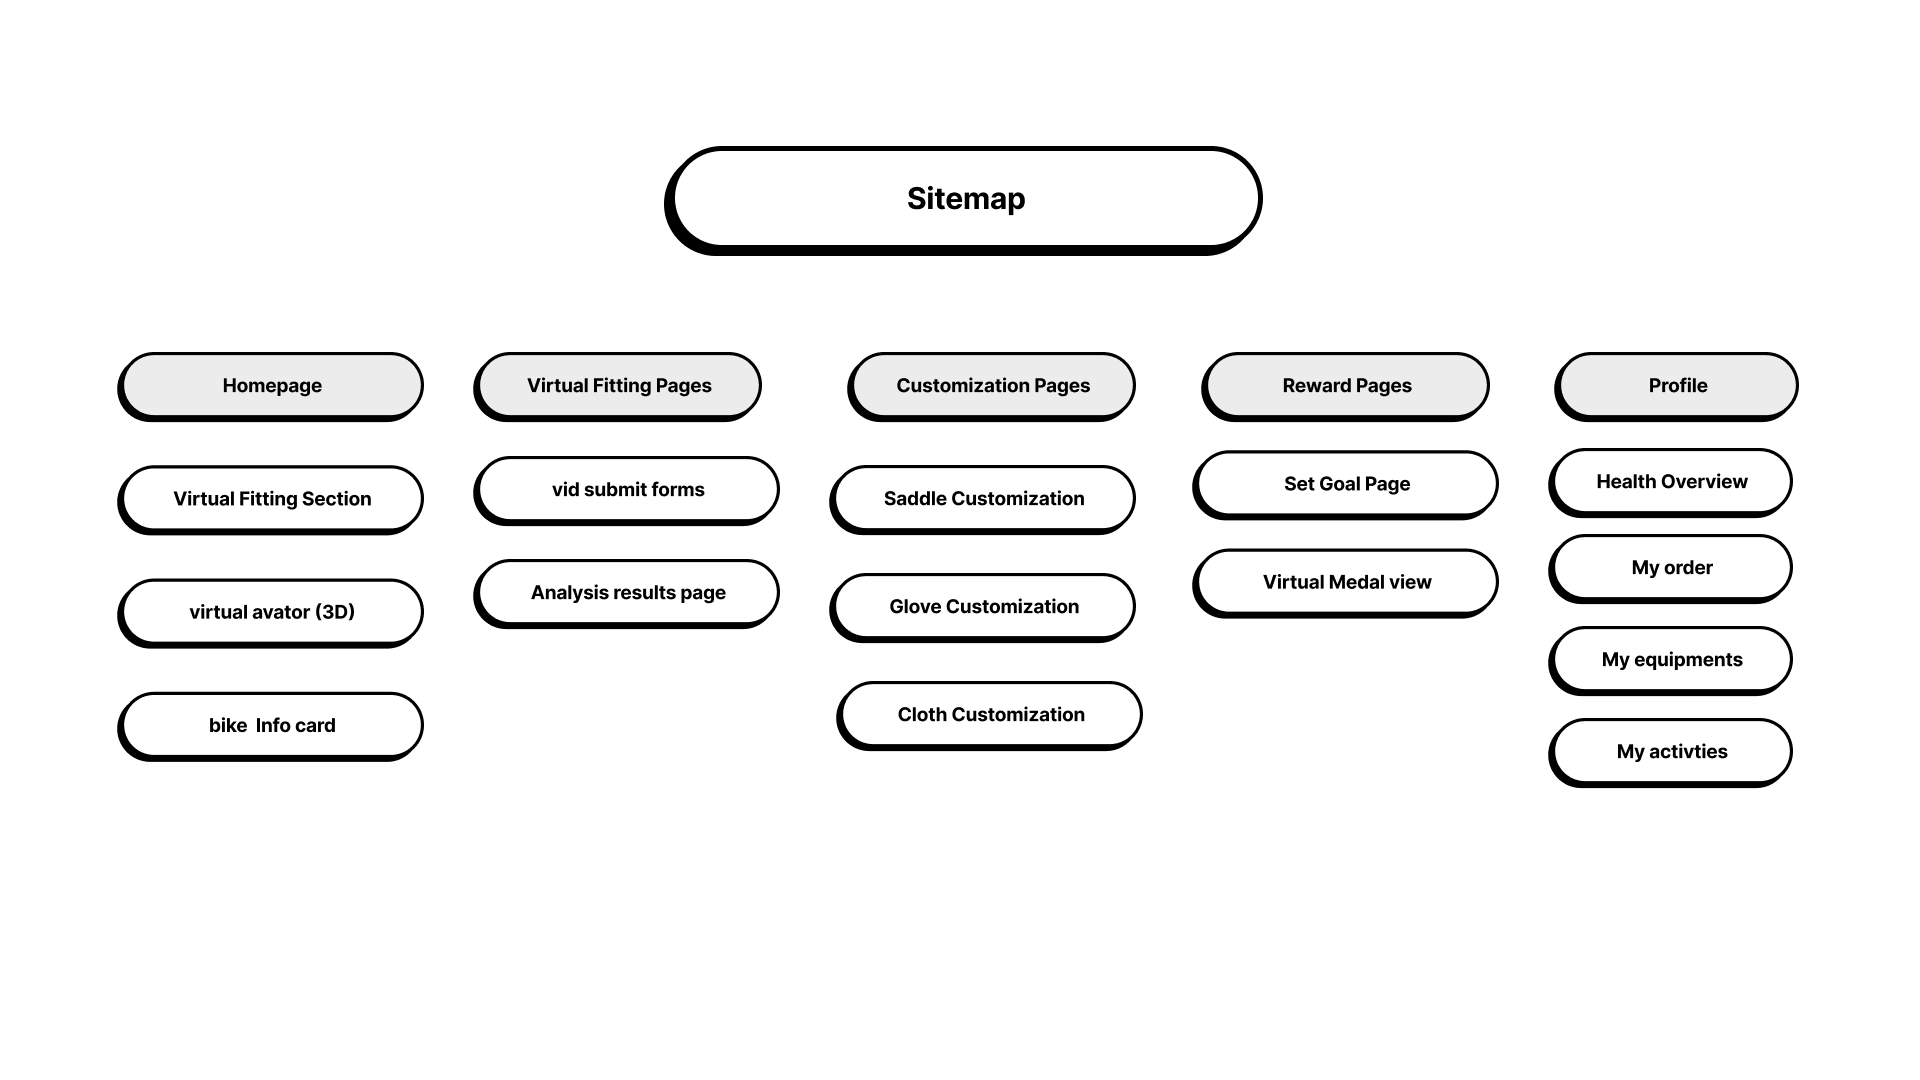 Sitemap
Homepage
Virtual Fitting Section
virtual avator (3D)
bike  Info card
Virtual Fitting Pages
vid submit forms
Analysis results page
Customization Pages
Saddle Customization
Glove Customization
Cloth Customization
Reward Pages
Set Goal Page
Virtual Medal view
Profile
Health Overview
My order
My equipments
My activties